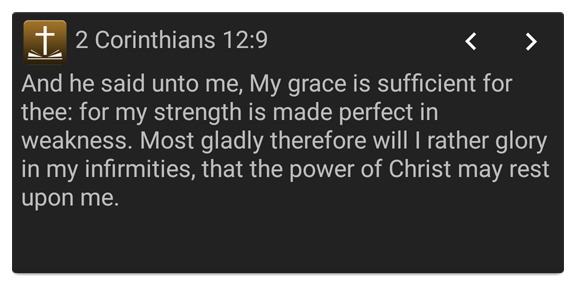 2 Corinthians 12:9
And he said unto me, My grace is sufficient for
thee: for my strength is made perfect in
weakness. Most gladly therefore will I rather glory
in my infirmities, that the power of Christ may rest
upon me.